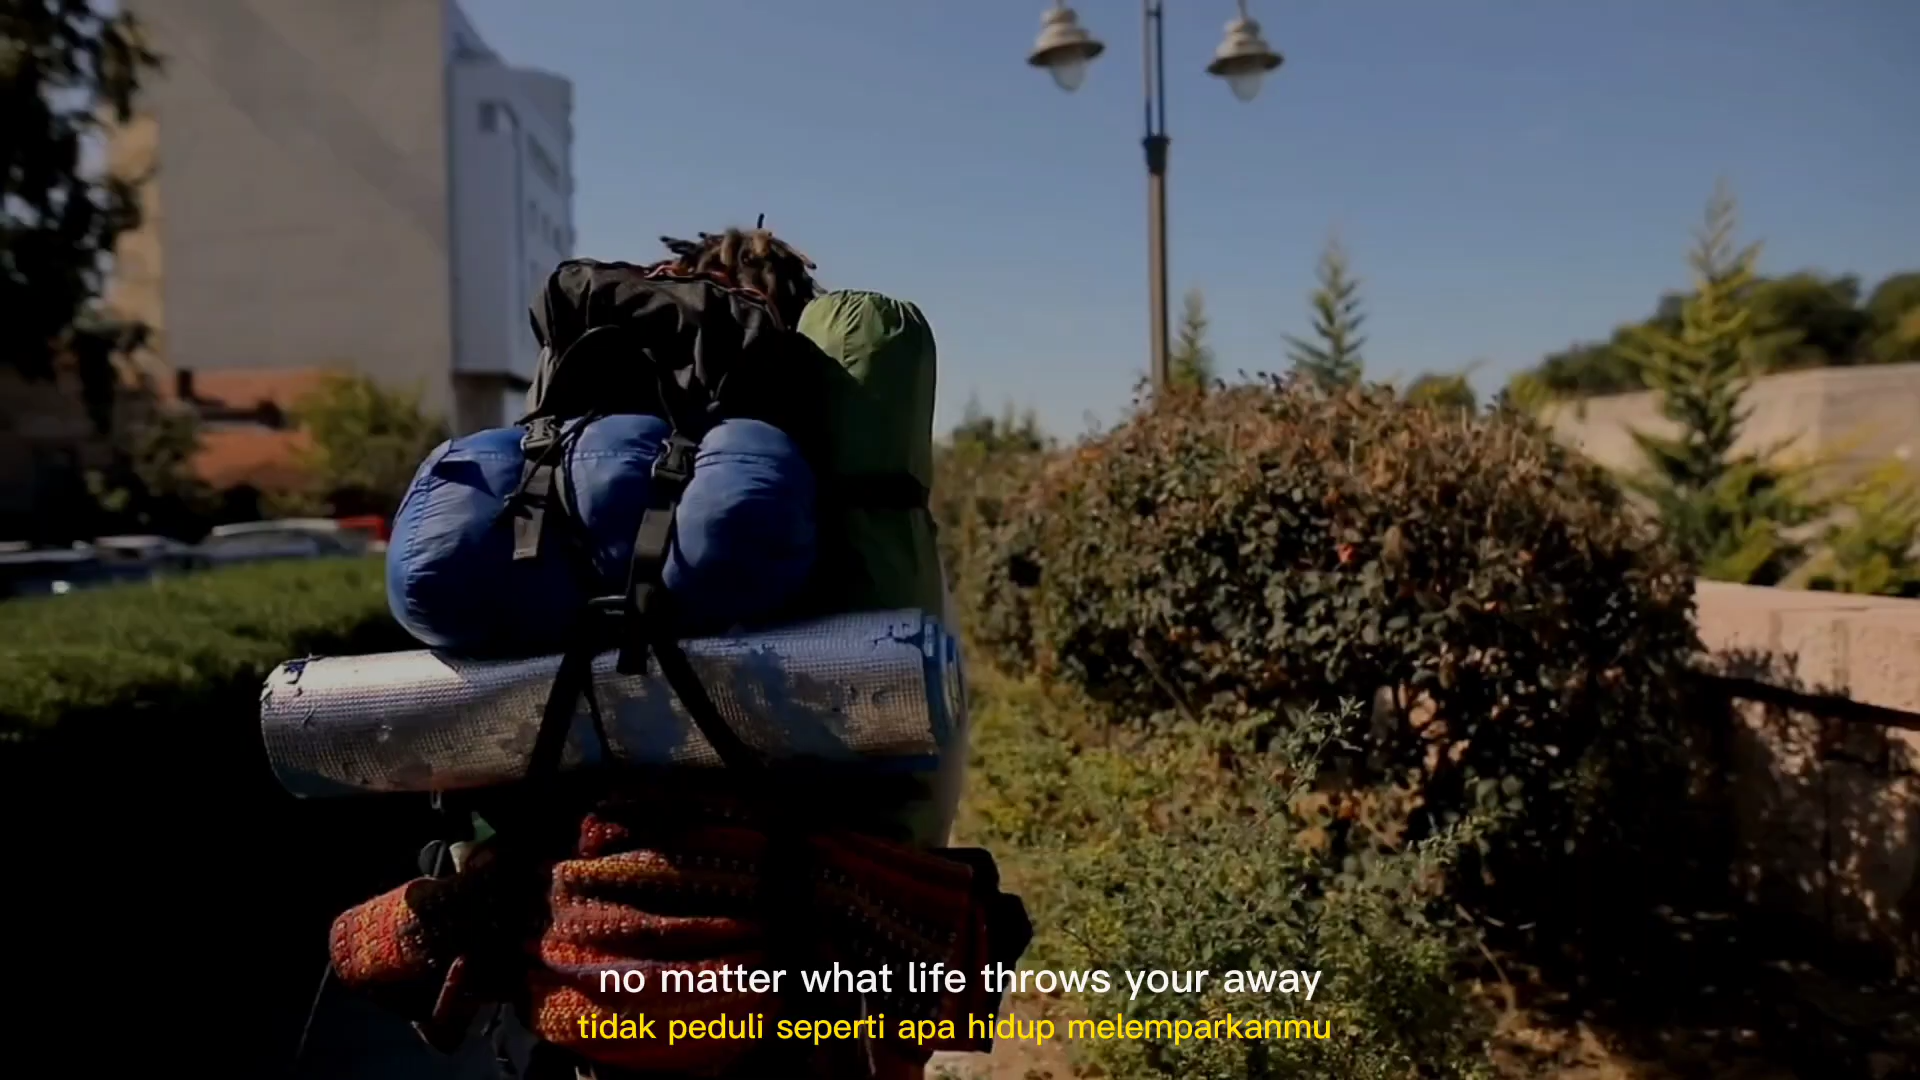 no matter what life throws your away
tidak peduli seperti apa hidup melemparkanmu